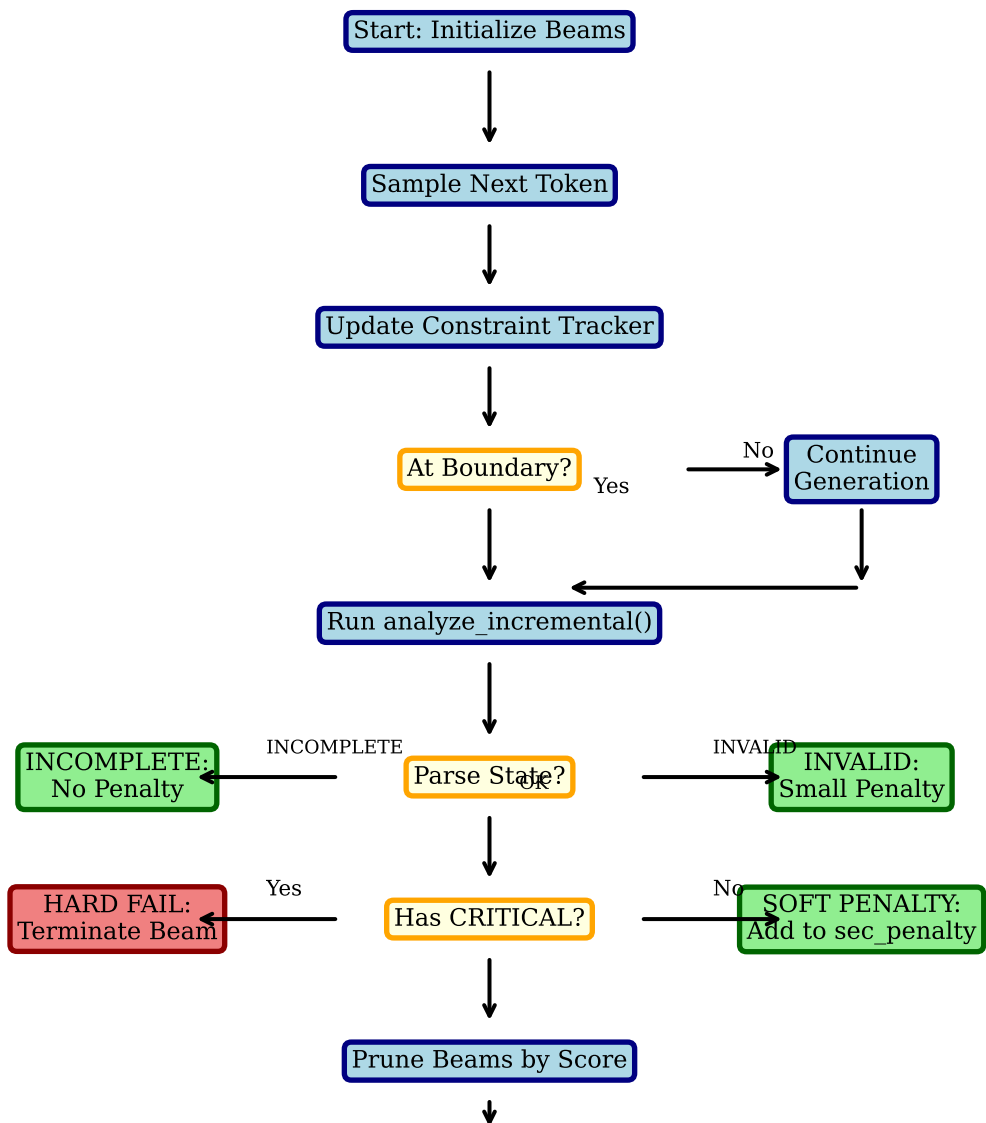 Start: Initialize Beams
Sample Next Token
Update Constraint Tracker
At Boundary?
Yes
No
Continue
Generation
Run analyze_incremental()
INCOMPLETE:
No Penalty
INCOMPLETE
Parse State?
OK
INVALID
INVALID:
Small Penalty
HARD FAIL:
Terminate Beam
Yes
Has CRITICAL?
No
SOFT PENALTY:
Add to sec_penalty
Prune Beams by Score